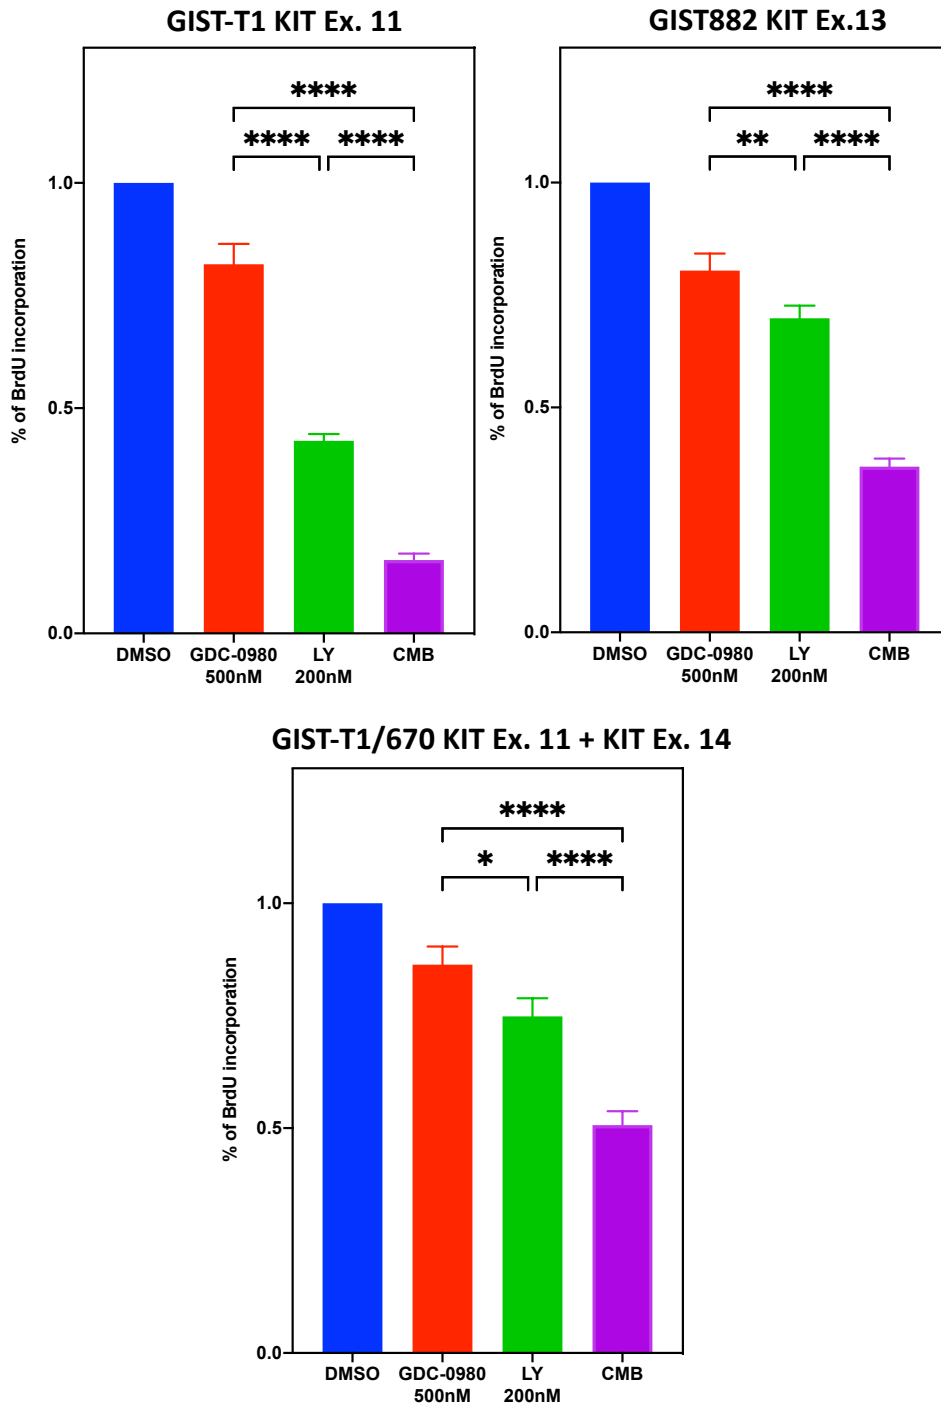 GIST-T1 KIT Ex. 11
****
**** ****
1.0
0.5
0.0
% of BrdU incorporation
DMSO GDC-0980 LY CMB
500nM 200nM
GIST882 KIT Ex.13
****
** ****
1.0
0.5
0.0
% of BrdU incorporation
DMSO GDC-0980 LY CMB
500nM 200nM
GIST-T1/670 KIT Ex. 11 + KIT Ex. 14
****
* ****
1.0
0.5
0.0
% of BrdU incorporation
DMSO GDC-0980 LY CMB
500nM 200nM